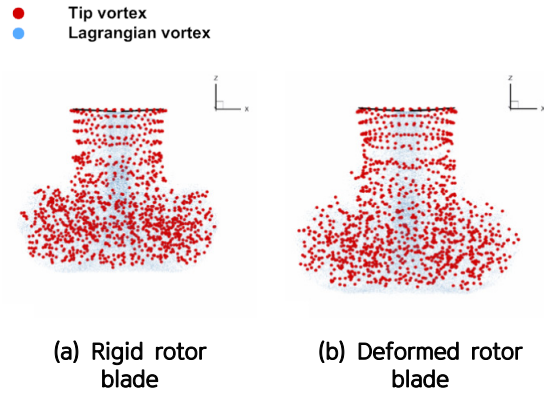 Tip vortex
Lagrangian vortex
z
x
z
x
(a) Rigid rotor
blade
(b) Deformed rotor
blade